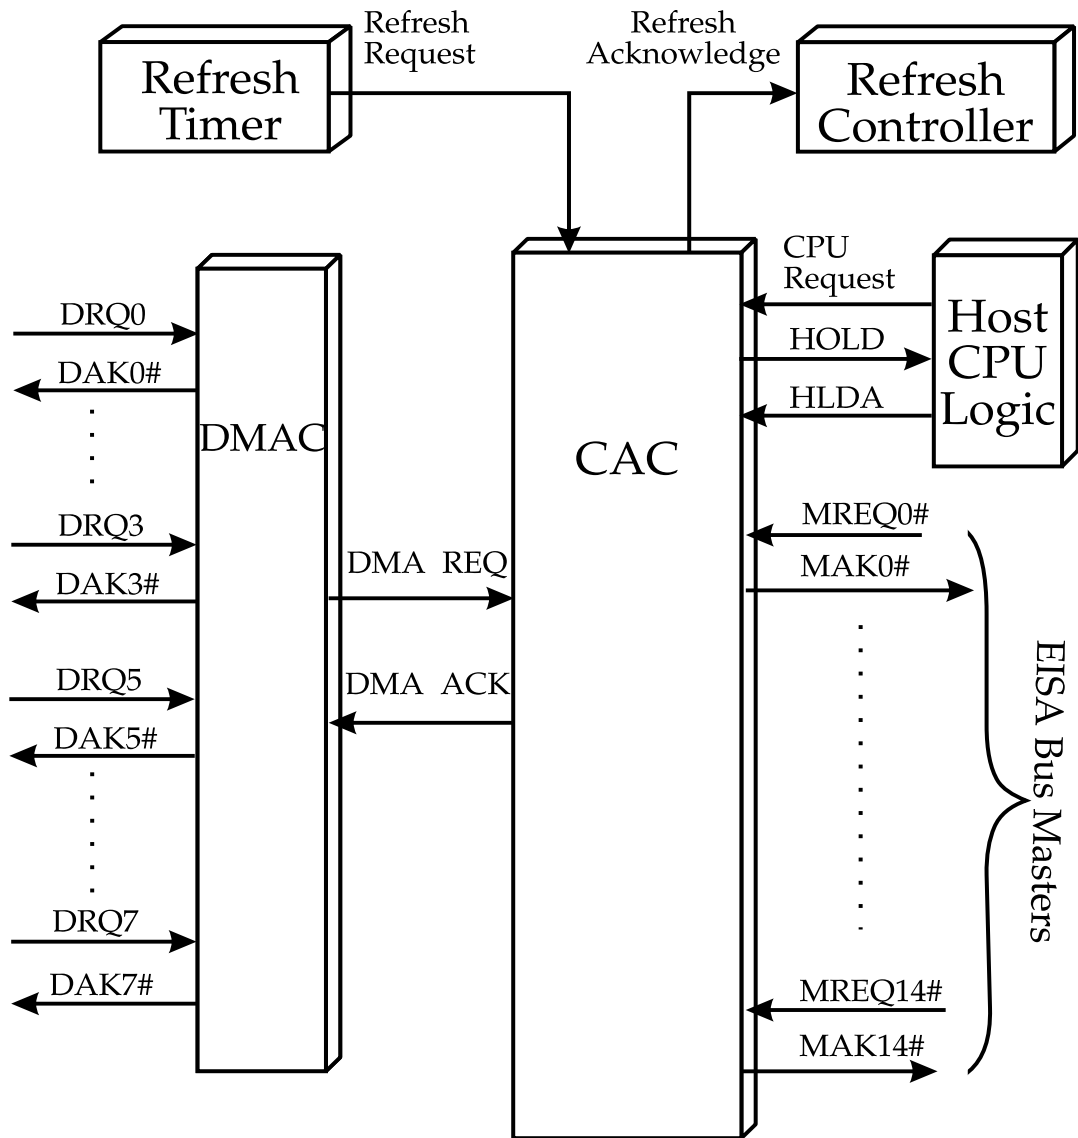 Refresh
Request
Refresh
Acknowledge
Refresh
Timer
Refresh
Controller
CPU
Request
HOLD
HLDA
Host
CPU
Logic
DRQ0
DAK0#
DMAC
CAC
DRQ3
DAK3#
DMA REQ
MREQ0#
MAK0#
DRQ5
DAK5#
DMA ACK
EISA Bus Masters
DRQ7
DAK7#
MREQ14#
MAK14#